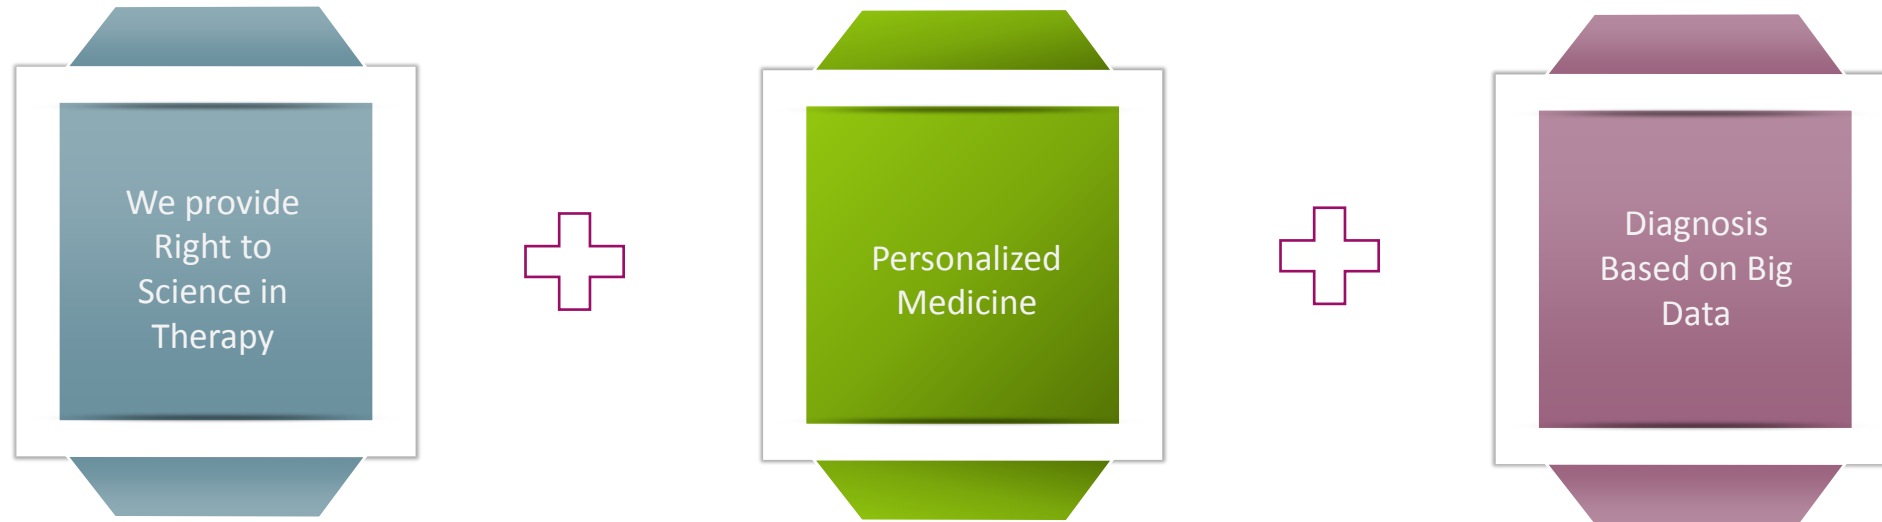 We provide
Right to
Science in
Therapy
Personalized
Medicine
Diagnosis
Based on Big
Data